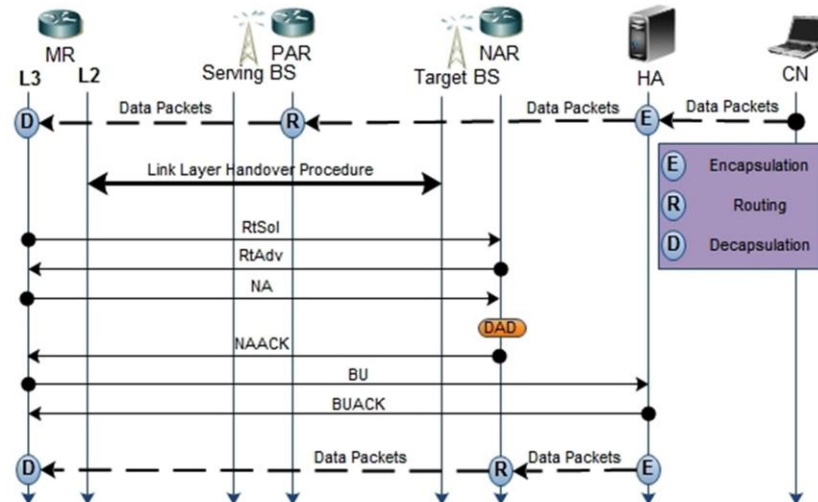 MR
PAR
NAR
L3
L2
Serving BS
Target BS
HA
CN
D
Data Packets
R
Data Packets
E
Data Packets
E Encapsulation
R Routing
D Decapsulation
Link Layer Handover Procedure
RtSol
RtAdv
NA
DAD
NAACK
BU
BUACK
D
Data Packets
R
Data Packets
E